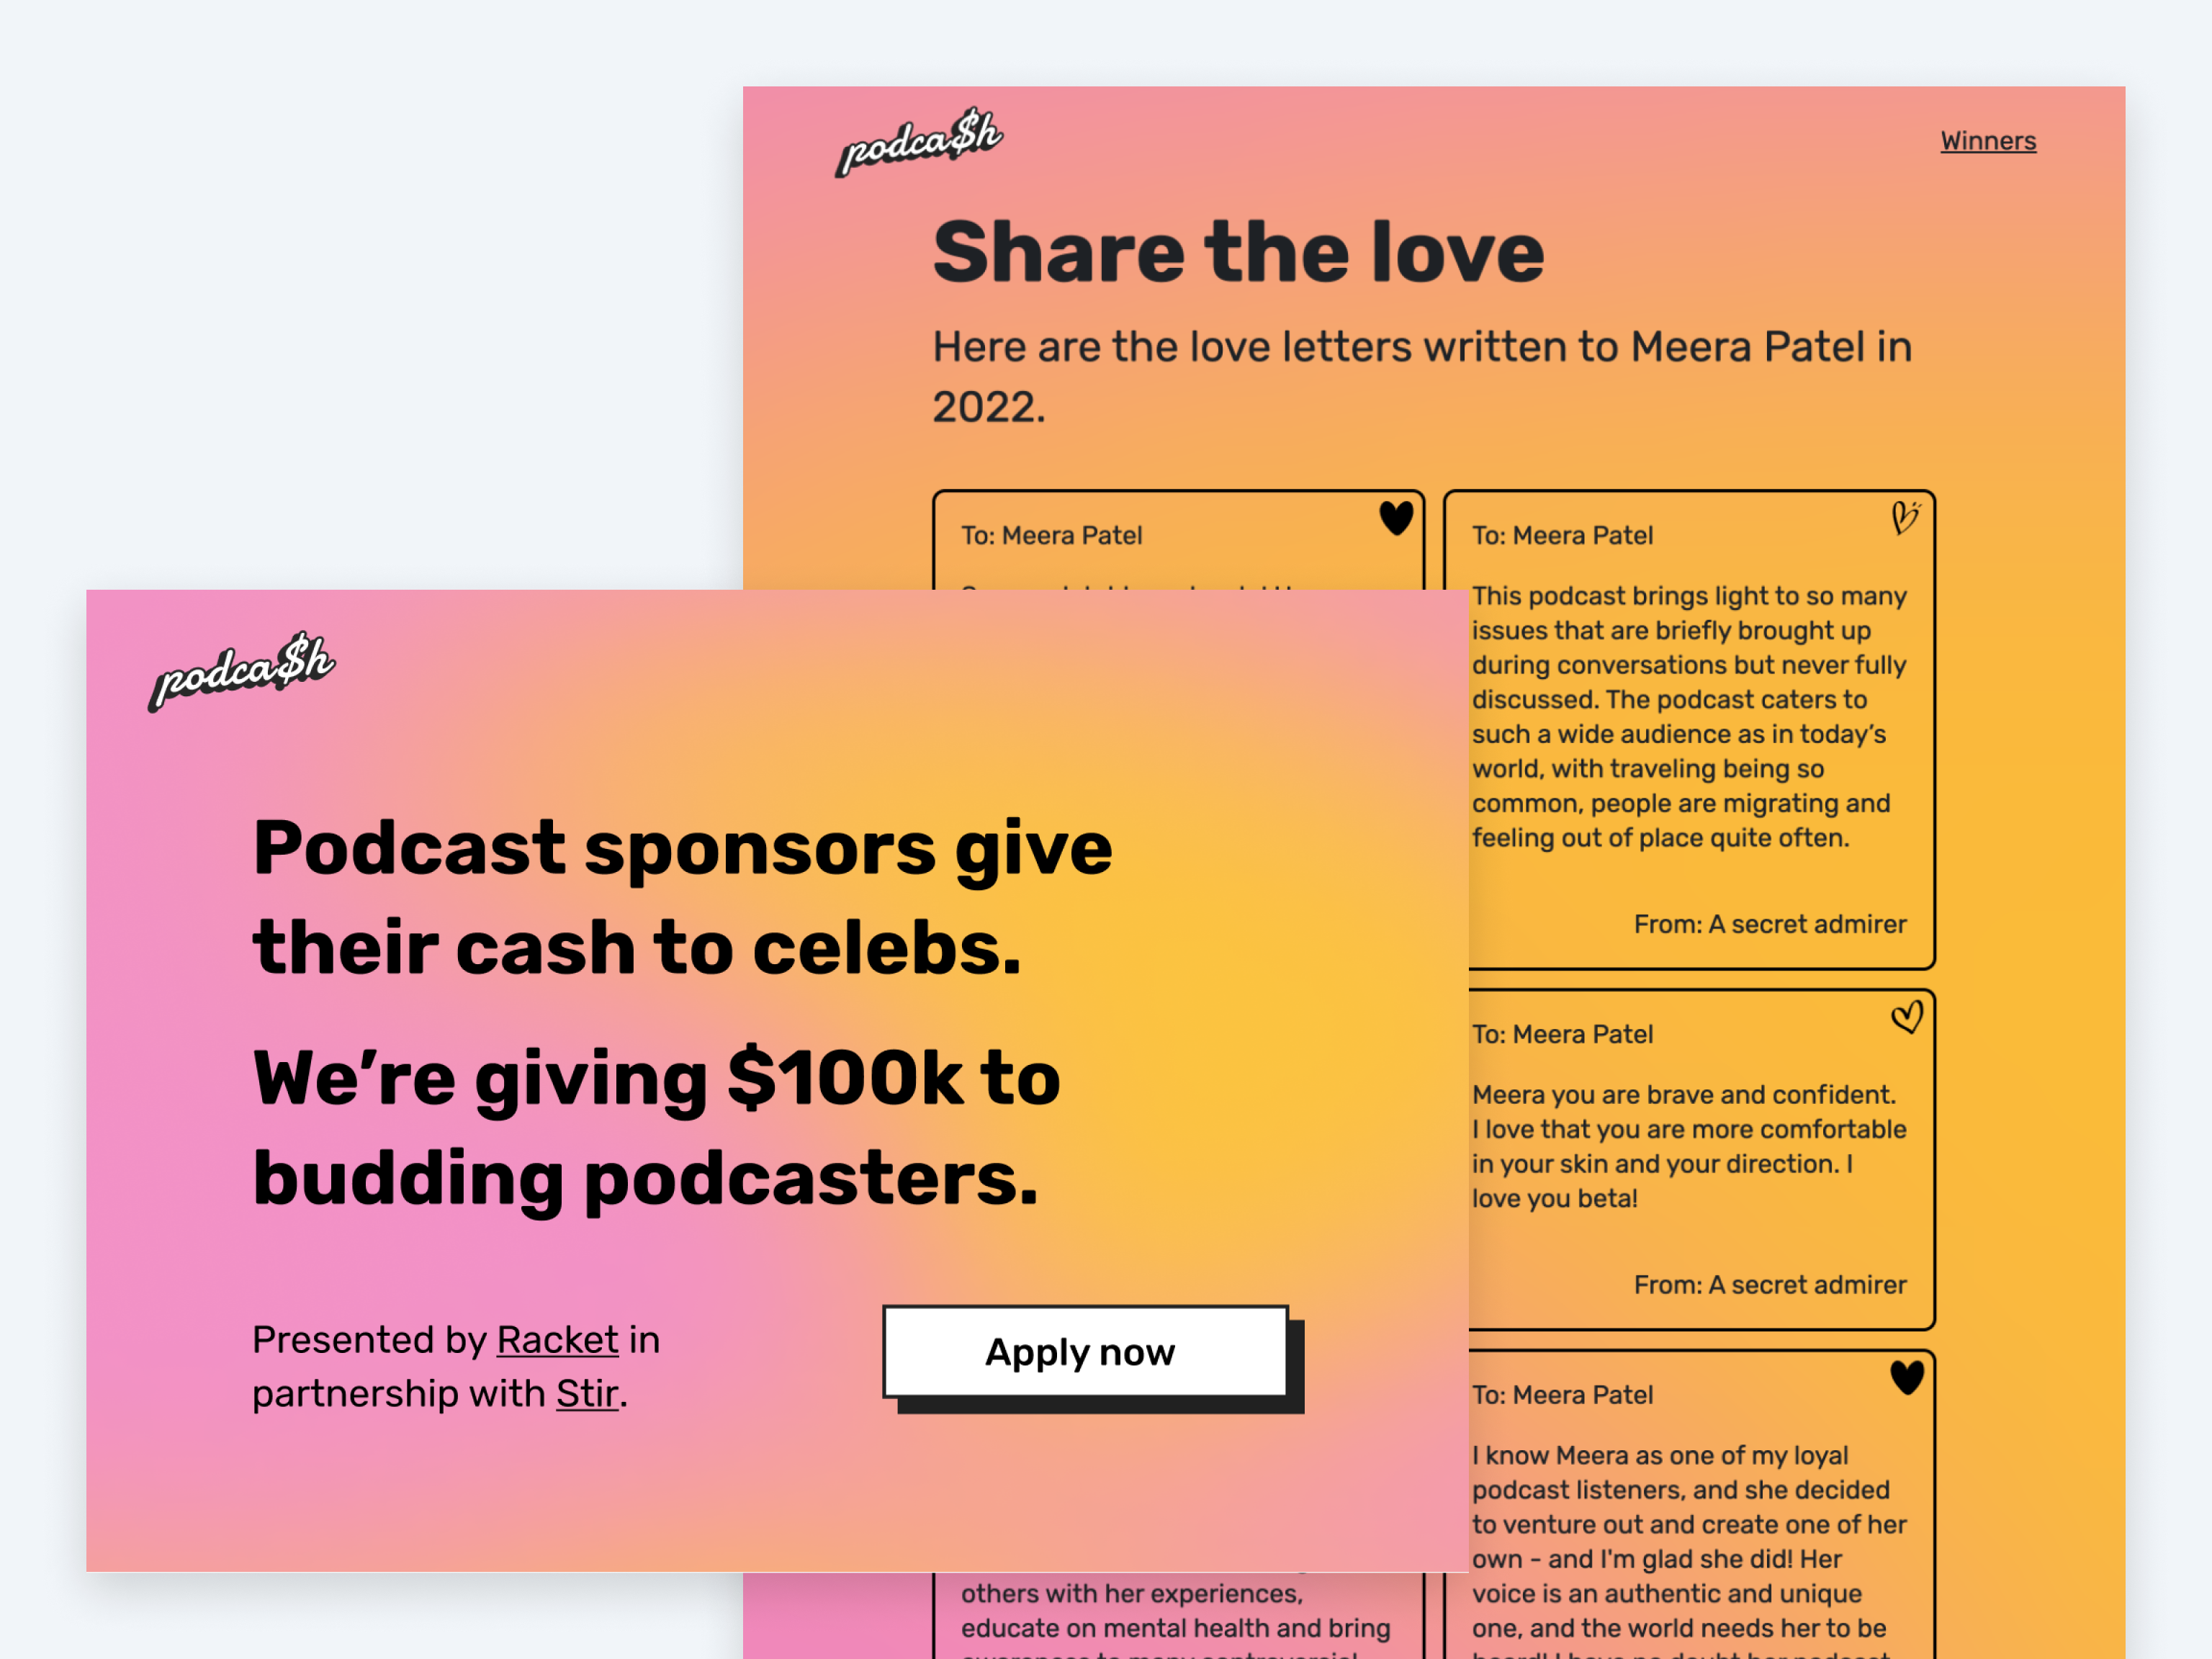 podca$h
Winners
Share the love
Here are the love letters written to Meera Patel in
2022.
To: Meera Patel
To: Meera Patel
This podcast brings light to so many
issues that are briefly brought up
during conversations but never fully
discussed. The podcast caters to
such a wide audience as in today’s
world, with traveling being so
common, people are migrating and
feeling out of place quite often.
From: A secret admirer
To: Meera Patel
Meera you are brave and confident.
I love that you are more comfortable
in your skin and your direction. I
love you beta!
From: A secret admirer
To: Meera Patel
I know Meera as one of my loyal
podcast listeners, and she decided
to venture out and create one of her
own - and I'm glad she did! Her
voice is an authentic and unique
one, and the world needs her to be
others with her experiences,
educate on mental health and bring
podca$h
Podcast sponsors give
their cash to celebs.
We’re giving $100k to
budding podcasters.
Presented by Racket in
partnership with Stir.
Apply now